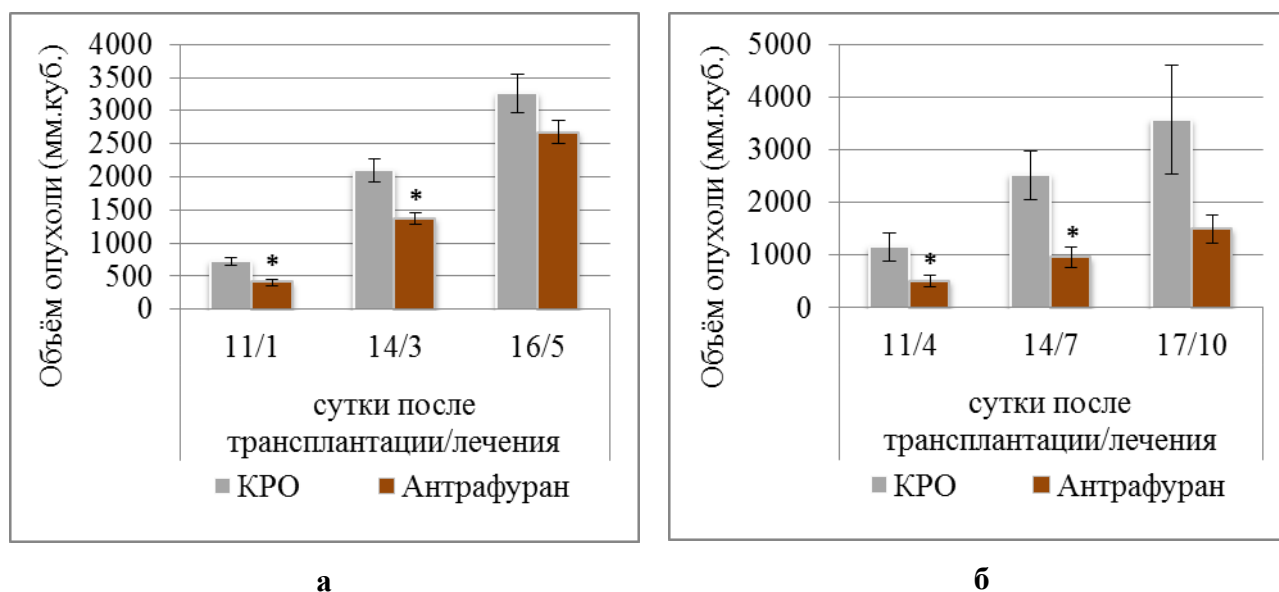 Объём опухоли (мм.куб.)
4000
3500
3000
2500
2000
1500
1000
500
0
*
*
11/1 14/3 16/5
сутки после
трансплантации/лечения
КРО Антрафуран
а
Объём опухоли (мм.куб.)
5000
4000
3000
2000
1000
0
*
*
11/4 14/7 17/10
сутки после
трансплантации/лечения
КРО Антрафуран
б